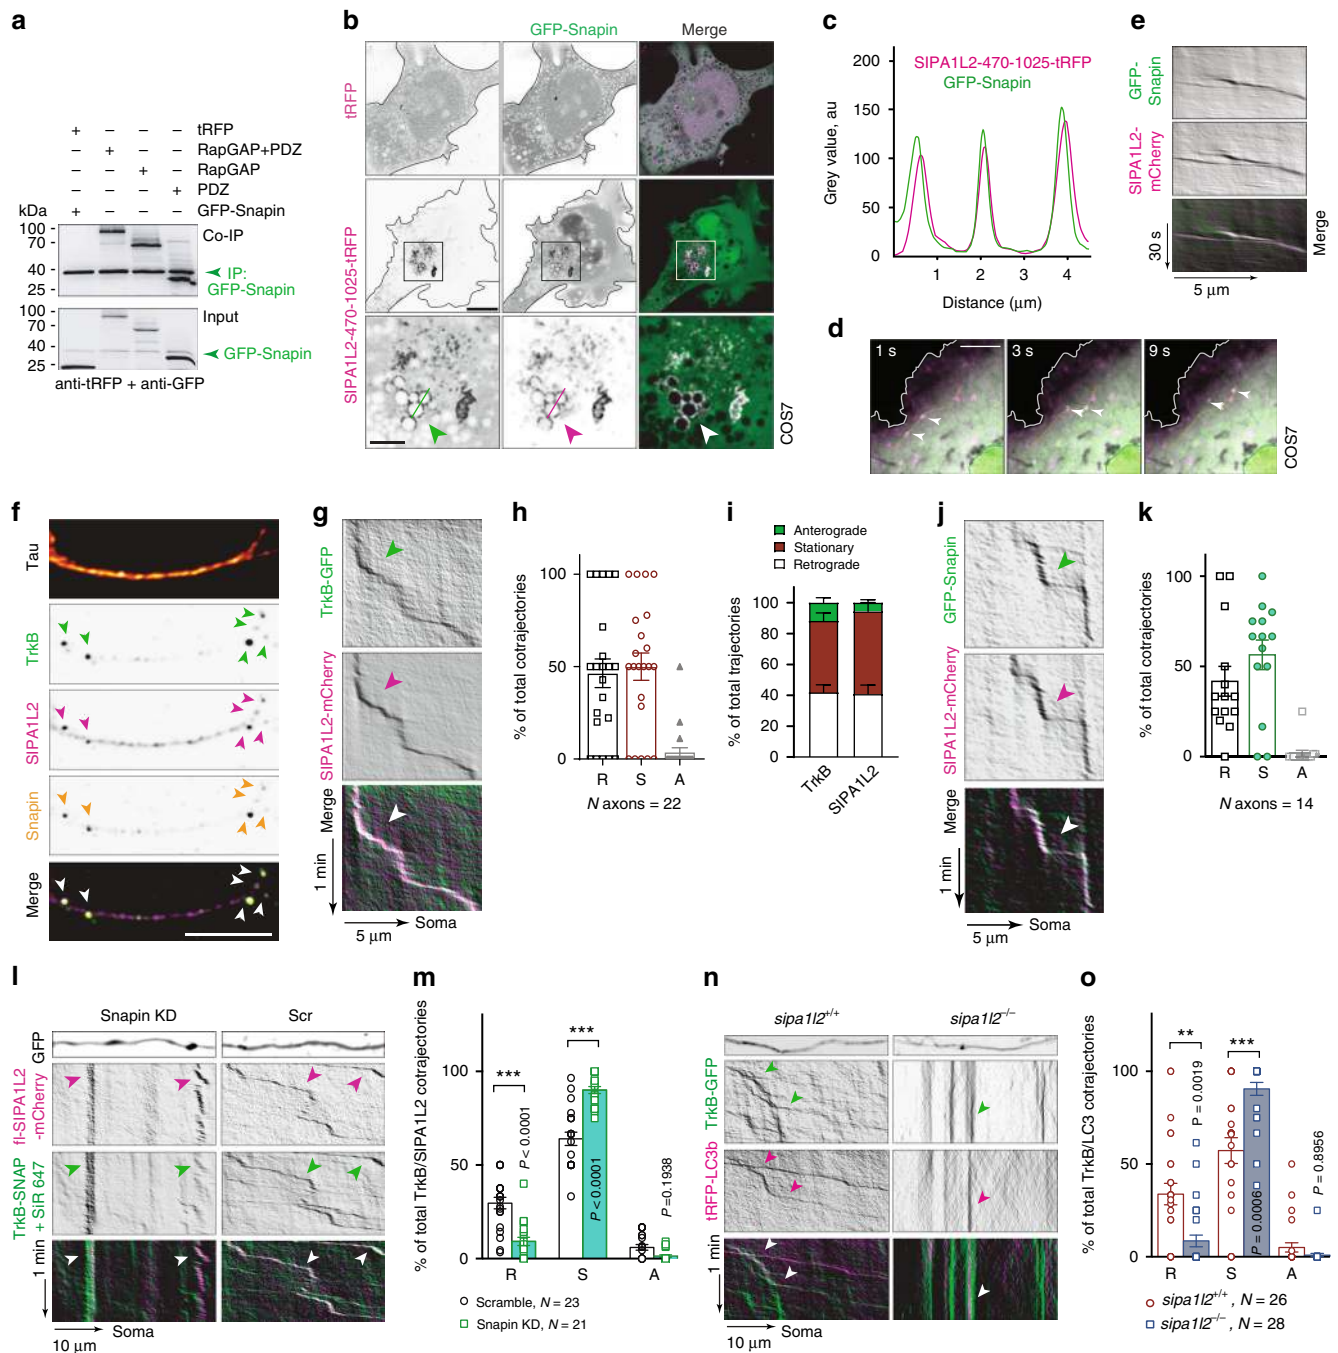 a
+ – – – tRFP
– + – – RapGAP+PDZ
– – + – RapGAP
– – – + PDZ
kDa + – – – GFP-Snapin
100
70
40
25
Co-IP
IP:
GFP-Snapin
100
70
40
25
Input
GFP-Snapin
anti-tRFP + anti-GFP
b
GFP-Snapin
Merge
tRFP
SIPA1L2-470-1025-tRFP
COS7
c
SIPA1L2-470-1025-tRFP
GFP-Snapin
Grey value, au
200
150
100
50
0
1 2 3 4
Distance (μm)
e
GFP-
Snapin
SIPA1L2-
mCherry
Merge
30 s
5 μm
d
1 s
3 s
9 s
COS7
f
Tau
TrkB
SIPA1L2
Snapin
Merge
g
TrkB-GFP
SIPA1L2-mCherry
Merge
1 min
Soma
5 μm
h
% of total cotrajectories
100
50
0
R S A
N axons = 22
i
Anterograde
Stationary
Retrograde
% of total trajectories
100
80
60
40
20
0
TrkB
SIPA1L2
j
GFP-Snapin
SIPA1L2-mCherry
Merge
1 min
Soma
5 μm
k
% of total cotrajectories
100
50
0
R S A
N axons = 14
l
Snapin KD
Scr
GFP
fl-SIPA1L2
-mCherry
TrkB-SNAP
+ SiR 647
1 min
Soma
10 μm
m
% of total TrkB/SIPA1L2 cotrajectories
100
50
0
***
***
P < 0.0001
P < 0.0001
P =0.1938
R S A
Scramble, N = 23
Snapin KD, N = 21
n
sipa1l2+/+
sipa1l2–/–
TrkB-GFP
tRFP-LC3b
1 min
Soma
10 μm
o
% of total TrkB/LC3 cotrajectories
100
50
0
**
***
P = 0.0019
P = 0.0006
P = 0.8956
R S A
sipa1l2+/+ , N = 26
sipa1l2–/– , N = 28